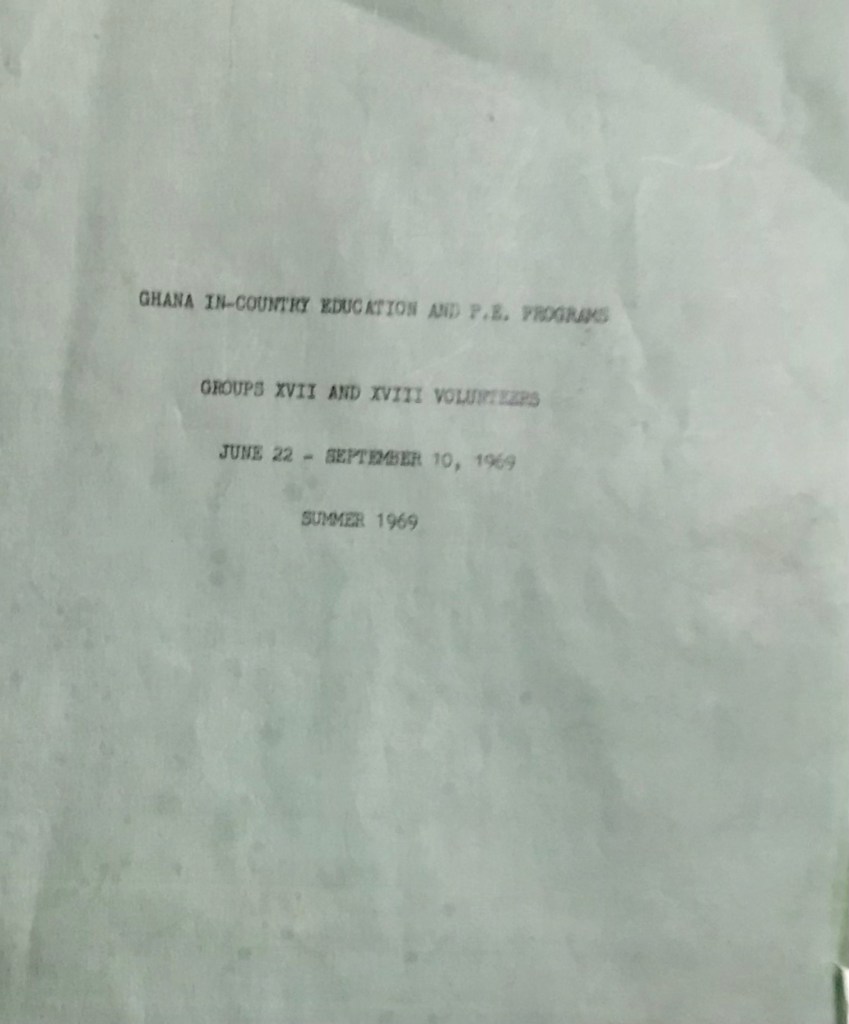 GHANA IN-COUNTRY EDUCATION AND P.E. PROGRAMS
GROUPS XVII AND XVIII VOLUNTEERS
JUNE 22 - SEPTEMBER 10, 1969
SUMMER 1969